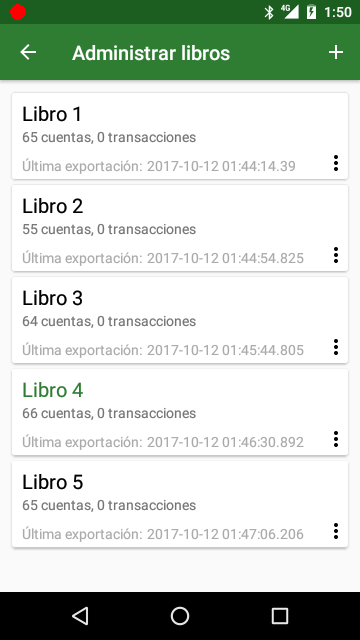 4G 1:50
Administrar libros
Libro 1
65 cuentas, 0 transacciones
Última exportación: 2017-10-12 01:44:14.39
Libro 2
55 cuentas, 0 transacciones
Última exportación: 2017-10-12 01:44:54.825
Libro 3
64 cuentas, 0 transacciones
Última exportación: 2017-10-12 01:45:44.805
Libro 4
66 cuentas, 0 transacciones
Última exportación: 2017-10-12 01:46:30.892
Libro 5
65 cuentas, 0 transacciones
Última exportación: 2017-10-12 01:47:06.206